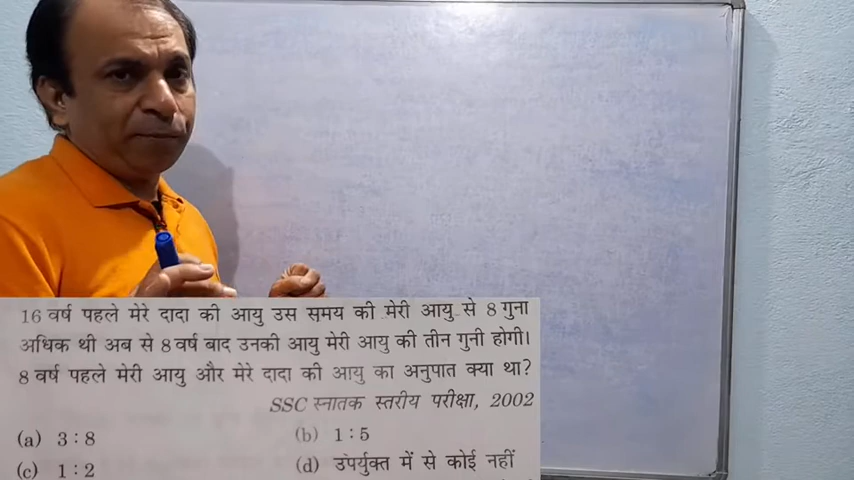 16 वर्ष पहले मेरे दादा की आयु उस समय की मेरी आयु से 8 गुना
अधिक थी अब से 8 वर्ष बाद उनकी आयु मेरी आयु की तीन गुनी होगी।
8 वर्ष पहले मेरी आयु और मेरे दादा की आयु का अनुपात क्या था?
SSC स्नातक स्तरीय परीक्षा, 2002
(a) 3 : 8 (b) 1 : 5
(c) 1 : 2 (d) उपर्युक्त में से कोई नहीं